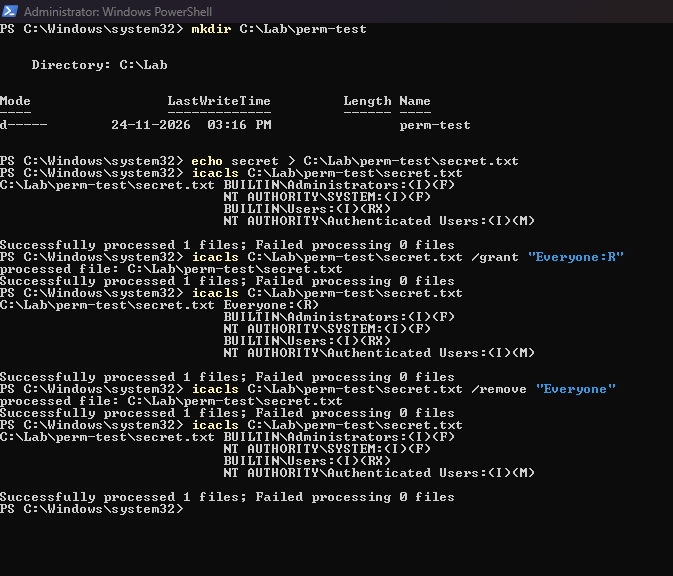 Administrator: Windows PowerShell
PS C:\Windows\system32> mkdir C:\Lab\perm-test
    Directory: C:\Lab
Mode                 LastWriteTime         Length Name
----                 -------------         ------ ----
d-----        24-11-2026  03:16 PM                perm-test
PS C:\Windows\system32> echo secret > C:\Lab\perm-test\secret.txt
PS C:\Windows\system32> icacls C:\Lab\perm-test\secret.txt
C:\Lab\perm-test\secret.txt BUILTIN\Administrators:(I)(F)
                            NT AUTHORITY\SYSTEM:(I)(F)
                            BUILTIN\Users:(I)(RX)
                            NT AUTHORITY\Authenticated Users:(I)(M)
Successfully processed 1 files; Failed processing 0 files
PS C:\Windows\system32> icacls C:\Lab\perm-test\secret.txt /grant "Everyone:R"
processed file: C:\Lab\perm-test\secret.txt
Successfully processed 1 files; Failed processing 0 files
PS C:\Windows\system32> icacls C:\Lab\perm-test\secret.txt
C:\Lab\perm-test\secret.txt Everyone:(R)
                            BUILTIN\Administrators:(I)(F)
                            NT AUTHORITY\SYSTEM:(I)(F)
                            BUILTIN\Users:(I)(RX)
                            NT AUTHORITY\Authenticated Users:(I)(M)
Successfully processed 1 files; Failed processing 0 files
PS C:\Windows\system32> icacls C:\Lab\perm-test\secret.txt /remove "Everyone"
processed file: C:\Lab\perm-test\secret.txt
Successfully processed 1 files; Failed processing 0 files
PS C:\Windows\system32> icacls C:\Lab\perm-test\secret.txt
C:\Lab\perm-test\secret.txt BUILTIN\Administrators:(I)(F)
                            NT AUTHORITY\SYSTEM:(I)(F)
                            BUILTIN\Users:(I)(RX)
                            NT AUTHORITY\Authenticated Users:(I)(M)
Successfully processed 1 files; Failed processing 0 files
PS C:\Windows\system32>